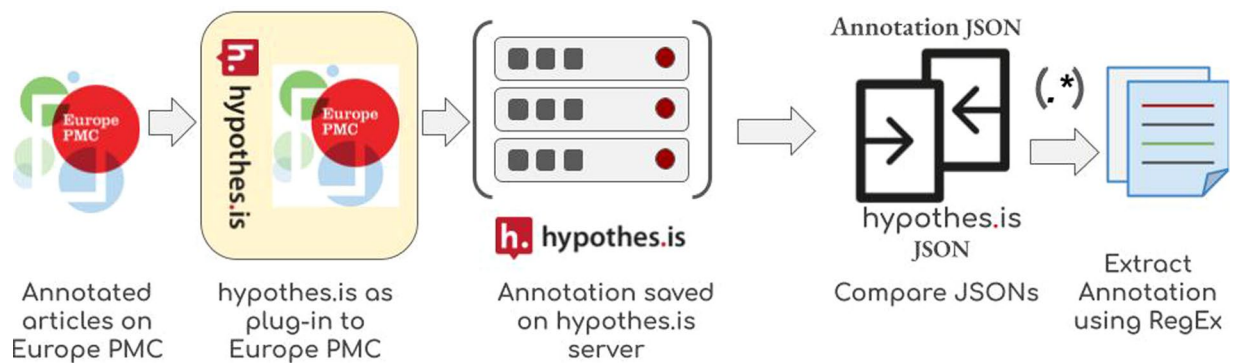 Europe
PMC
h.
hypothes.is
Europe
PMC
h. hypothes.is
Annotation JSON
hypothes.is
JSON
(.*)
Annotated
articles on
Europe PMC
hypothes.is as
plug-in to
Europe PMC
Annotation saved
on hypothes.is
server
Compare JSONs
Extract
Annotation
using RegEx